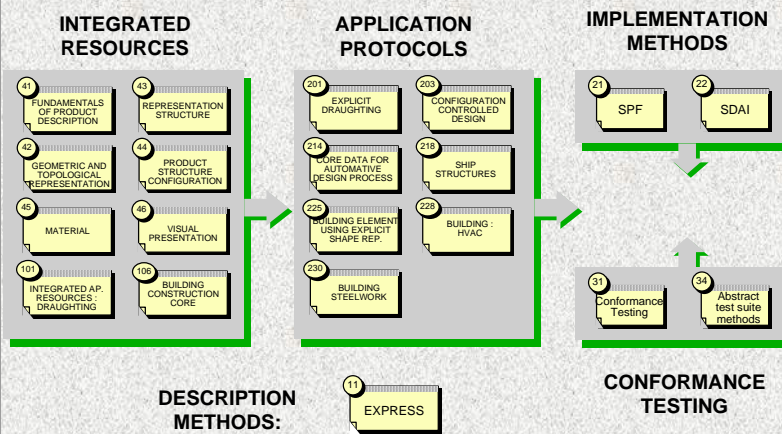 INTEGRATED
RESOURCES
41
FUNDAMENTALS
OF PRODUCT
DESCRIPTION
43
REPRESENTATION
STRUCTURE
42
GEOMETRIC AND
TOPOLOGICAL
REPRESENTATION
44
PRODUCT
STRUCTURE
CONFIGURATION
45
MATERIAL
46
VISUAL
PRESENTATION
101
INTEGRATED AP.
RESOURCES :
DRAUGHTING
106
BUILDING
CONSTRUCTION
CORE
APPLICATION
PROTOCOLS
201
EXPLICIT
DRAUGHTING
203
CONFIGURATION
CONTROLLED
DESIGN
214
CORE DATA FOR
AUTOMATIVE
DESIGN PROCESS
218
SHIP
STRUCTURES
225
BUILDING ELEMENT
USING EXPLICIT
SHAPE REP.
228
BUILDING :
HVAC
230
BUILDING
STEELWORK
IMPLEMENTATION
METHODS
21
SPF
22
SDAI
31
Conformance
Testing
34
Abstract
test suite
methods
CONFORMANCE
TESTING
DESCRIPTION
METHODS:
11
EXPRESS